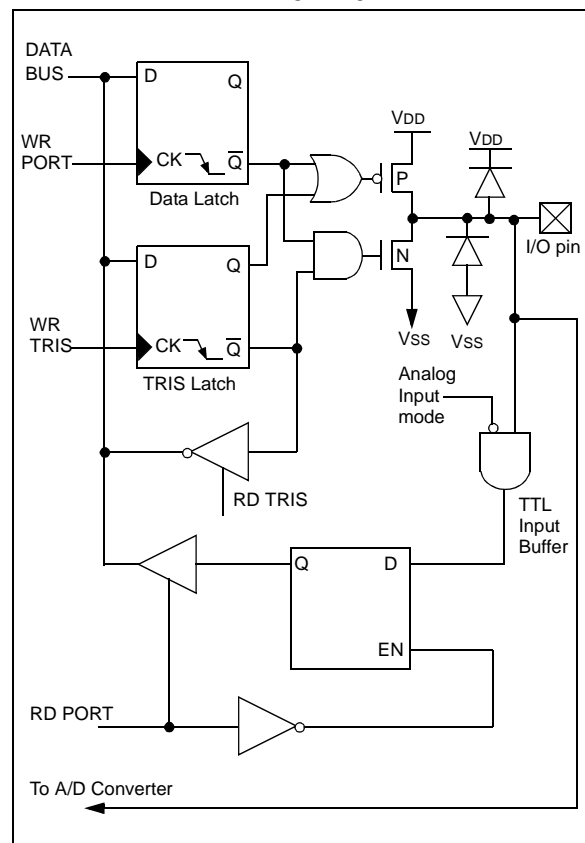 DATA
BUS
D
Q
WR
PORT
CK
Q
Data Latch
VDD
P
VDD
I/O pin
D
Q
N
WR
TRIS
CK
Q
TRIS Latch
VSS
VSS
Analog
Input
mode
RD TRIS
TTL
Input
Buffer
Q
D
EN
RD PORT
To A/D Converter